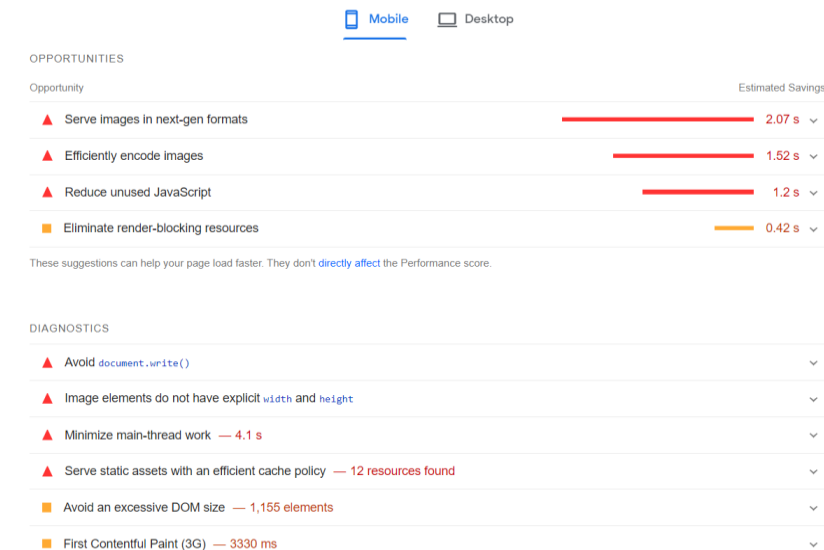 Mobile Desktop
OPPORTUNITIES
Opportunity Estimated Savings
Serve images in next-gen formats 2.07 s
Efficiently encode images 1.52 s
Reduce unused JavaScript 1.2 s
Eliminate render-blocking resources 0.42 s
These suggestions can help your page load faster. They don't directly affect the Performance score.
DIAGNOSTICS
Avoid document.write()
Image elements do not have explicit width and height
Minimize main-thread work — 4.1 s
Serve static assets with an efficient cache policy — 12 resources found
Avoid an excessive DOM size — 1,155 elements
First Contentful Paint (3G) — 3330 ms